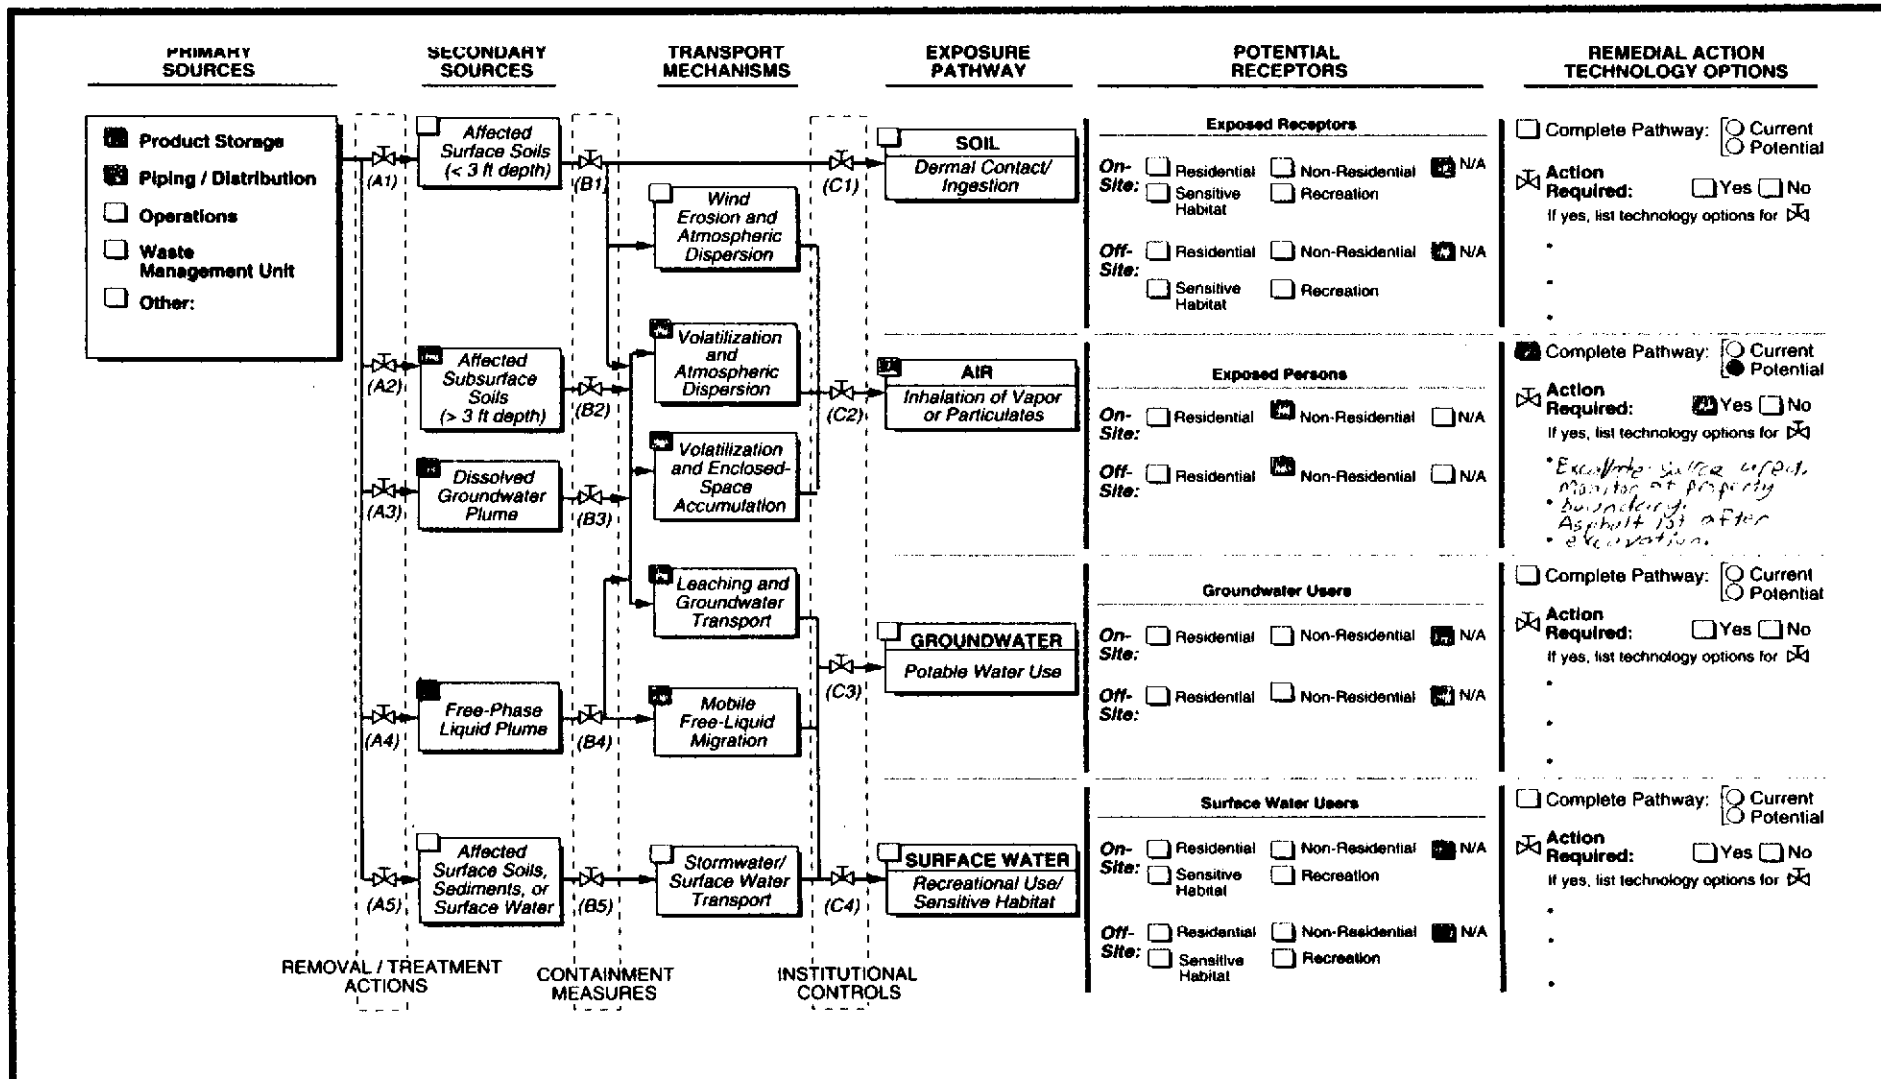 PRIMARY
SOURCES
SECONDARY
SOURCES
TRANSPORT
MECHANISMS
EXPOSURE
PATHWAY
POTENTIAL
RECEPTORS
REMEDIAL ACTION
TECHNOLOGY OPTIONS
Product Storage
Piping / Distribution
Operations
Waste
Management Unit
Other:
(A1)
(A2)
(A3)
(A4)
(A5)
REMOVAL / TREATMENT
ACTIONS
Affected
Surface Soils
(< 3 ft depth)
Affected
Subsurface
Soils
(> 3 ft depth)
Dissolved
Groundwater
Plume
Free-Phase
Liquid Plume
Affected
Surface Soils,
Sediments, or
Surface Water
(B1)
(B2)
(B3)
(B4)
(B5)
CONTAINMENT
MEASURES
Wind
Erosion and
Atmospheric
Dispersion
Volatilization
and
Atmospheric
Dispersion
Volatilization
and Enclosed-
Space
Accumulation
Leaching and
Groundwater
Transport
Mobile
Free-Liquid
Migration
Stormwater/
Surface Water
Transport
(C1)
(C2)
(C3)
(C4)
INSTITUTIONAL
CONTROLS
SOIL
Dermal Contact/
Ingestion
AIR
Inhalation of Vapor
or Particulates
GROUNDWATER
Potable Water Use
SURFACE WATER
Recreational Use/
Sensitive Habitat
Exposed Receptors
On-
Site:
Residential
Non-Residential
N/A
Sensitive
Habitat
Recreation
Off-
Site:
Residential
Non-Residential
N/A
Sensitive
Habitat
Recreation
Complete Pathway:
Current
Potential
Action
Required:
Yes
No
If yes, list technology options for
Exposed Persons
On-
Site:
Residential
Non-Residential
N/A
Off-
Site:
Residential
Non-Residential
N/A
Complete Pathway:
Current
Potential
Action
Required:
Yes
No
If yes, list technology options for
Monitor at property
boundary.
Asphalt lot after
excavation.
Groundwater Users
On-
Site:
Residential
Non-Residential
N/A
Off-
Site:
Residential
Non-Residential
N/A
Complete Pathway:
Current
Potential
Action
Required:
Yes
No
If yes, list technology options for
Surface Water Users
On-
Site:
Residential
Non-Residential
N/A
Sensitive
Habitat
Recreation
Off-
Site:
Residential
Non-Residential
N/A
Sensitive
Habitat
Recreation
Complete Pathway:
Current
Potential
Action
Required:
Yes
No
If yes, list technology options for